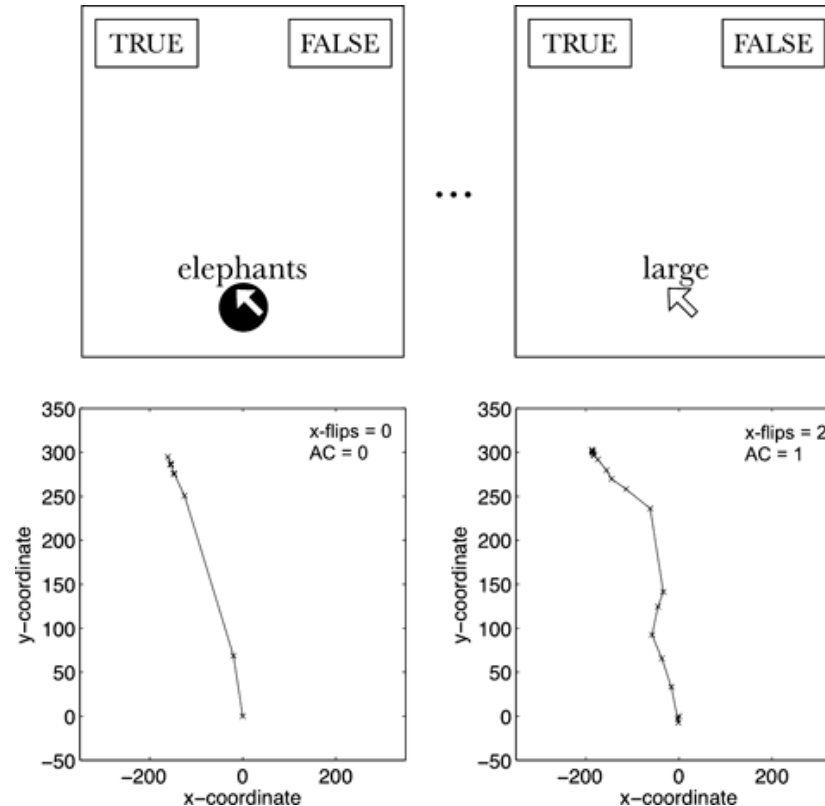 TRUE FALSE
elephants
...
TRUE FALSE
large
x-flips = 0
AC = 0
350
300
250
200
150
100
50
0
−50
y-coordinate
−200 0 200
x-coordinate
x-flips = 2
AC = 1
350
300
250
200
150
100
50
0
−50
y-coordinate
−200 0 200
x-coordinate